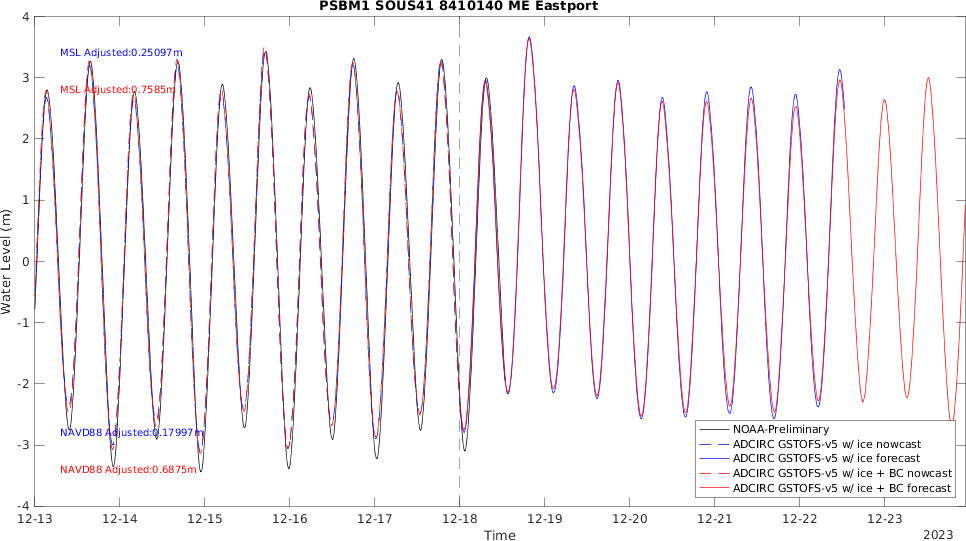 PSBM1 SOUS41 8410140 ME Eastport
4
3
2
1
0
-1
-2
-3
-4
Water Level (m)
MSL Adjusted:0.25097m
MSL Adjusted:0.7585m
NAVD88 Adjusted:0.17997m
NAVD88 Adjusted:0.6875m
NOAA-Preliminary
ADCIRC GSTOFS-v5 w/ ice nowcast
ADCIRC GSTOFS-v5 w/ ice forecast
ADCIRC GSTOFS-v5 w/ ice + BC nowcast
ADCIRC GSTOFS-v5 w/ ice + BC forecast
12-13 12-14 12-15 12-16 12-17 12-18 12-19 12-20 12-21 12-22 12-23
Time
2023